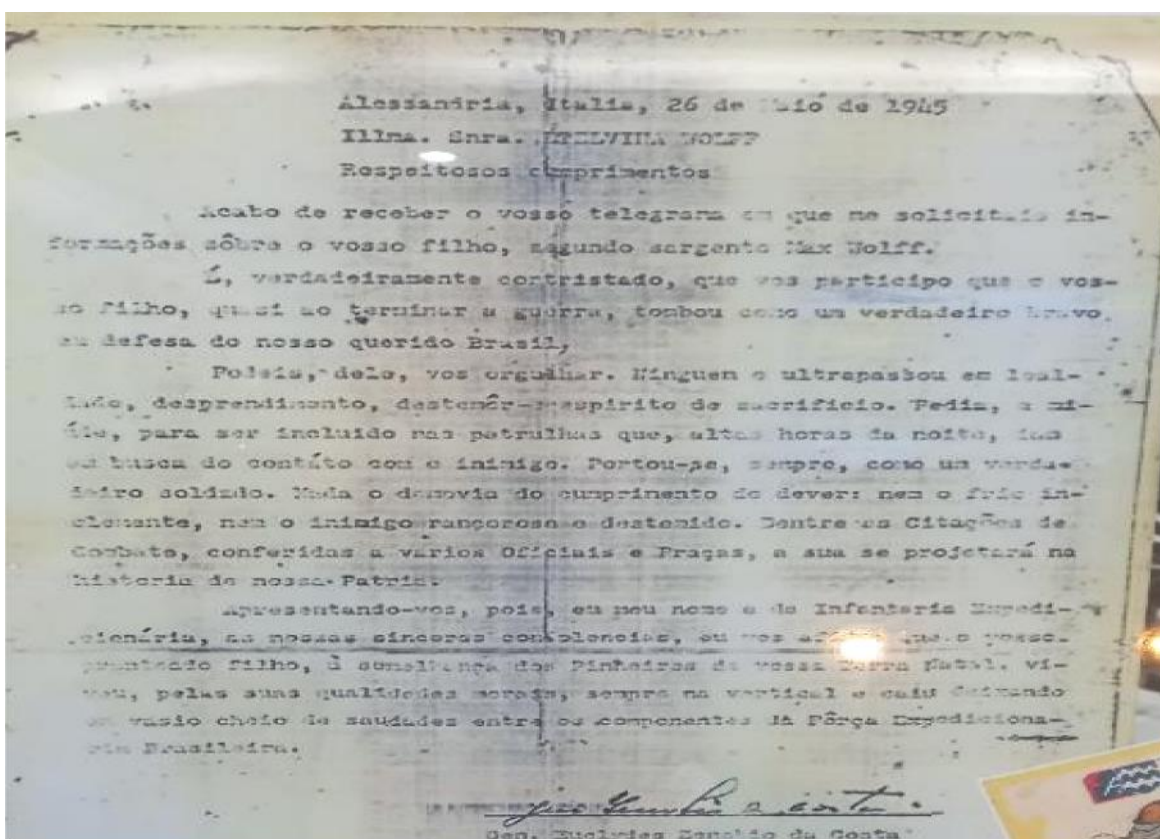 Alessandria, Italia, 26 de Maio de 1945
Illma. Snra. ETELVINA WOLFF
Respeitosos cumprimentos
Acabo de receber o vosso telegrama em que me solicitais in-
formações sôbre o vosso filho, segundo sargento Max Wolff.
É, verdadeiramente contristado, que vos participo que o vos-
so filho, quasi ao terminar a guerra, tombou como um verdadeiro bravo
em defesa do nosso querido Brasil,
Podeis, dele, vos orgulhar. Ninguem o ultrapassou em leal-
dade, desprendimento, destemôr e espirito de sacrificio. Pedia, a mi-
úde, para ser incluido nas patrulhas que, altas horas da noite, iam
em busca do contáto com o inimigo. Portou-se, sempre, como um verda-
deiro soldado. Nada o demovia do cumprimento do dever: nem o frio in-
clemente, nem o inimigo rancoroso e destemido. Dentre as Citações de
Combate, conferidas a varios Oficiais e Praças, a sua se projetará na
historia de nossa Patria.
Apresentando-vos, pois, em meu nome e da Infantaria Expedi-
cionária, as nossas sinceras condolencias, eu vos que o vosso
pranteado filho, à semelhança dos Pinheiros da vossa Terra Natal. vi-
veu, pelas suas qualidades morais, sempre na vertical e caiu deixando
um vasio cheio de saudades entre os componentes da Fôrça Expediciona-
ria Brasileira.
Gen. Euclydes Zenobio da Costa